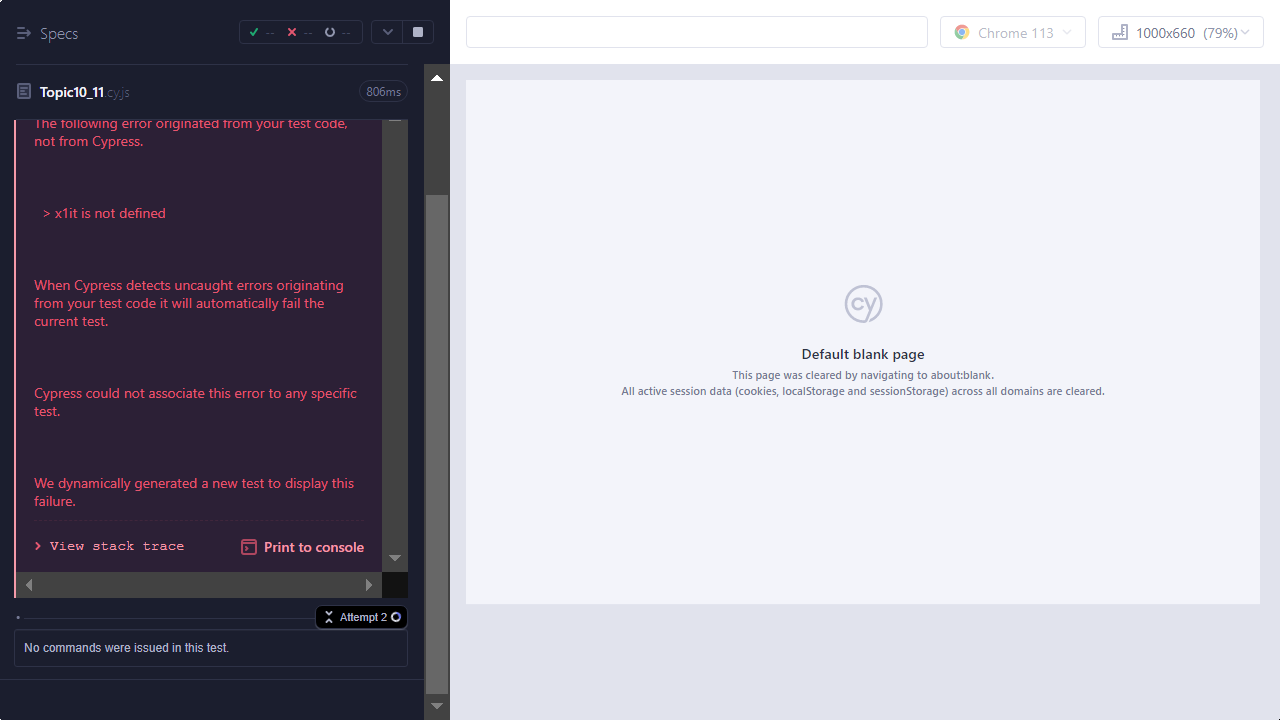 Specs
--
--
--
Chrome 113
1000x660 (79%)
Topic10_11.cy.js
806ms
The following error originated from your test code,
not from Cypress.
> x1it is not defined
When Cypress detects uncaught errors originating
from your test code it will automatically fail the
current test.
Cypress could not associate this error to any specific
test.
We dynamically generated a new test to display this
failure.
> View stack trace
Print to console
Attempt 2
No commands were issued in this test.
cy
Default blank page
This page was cleared by navigating to about:blank.
All active session data (cookies, localStorage and sessionStorage) across all domains are cleared.